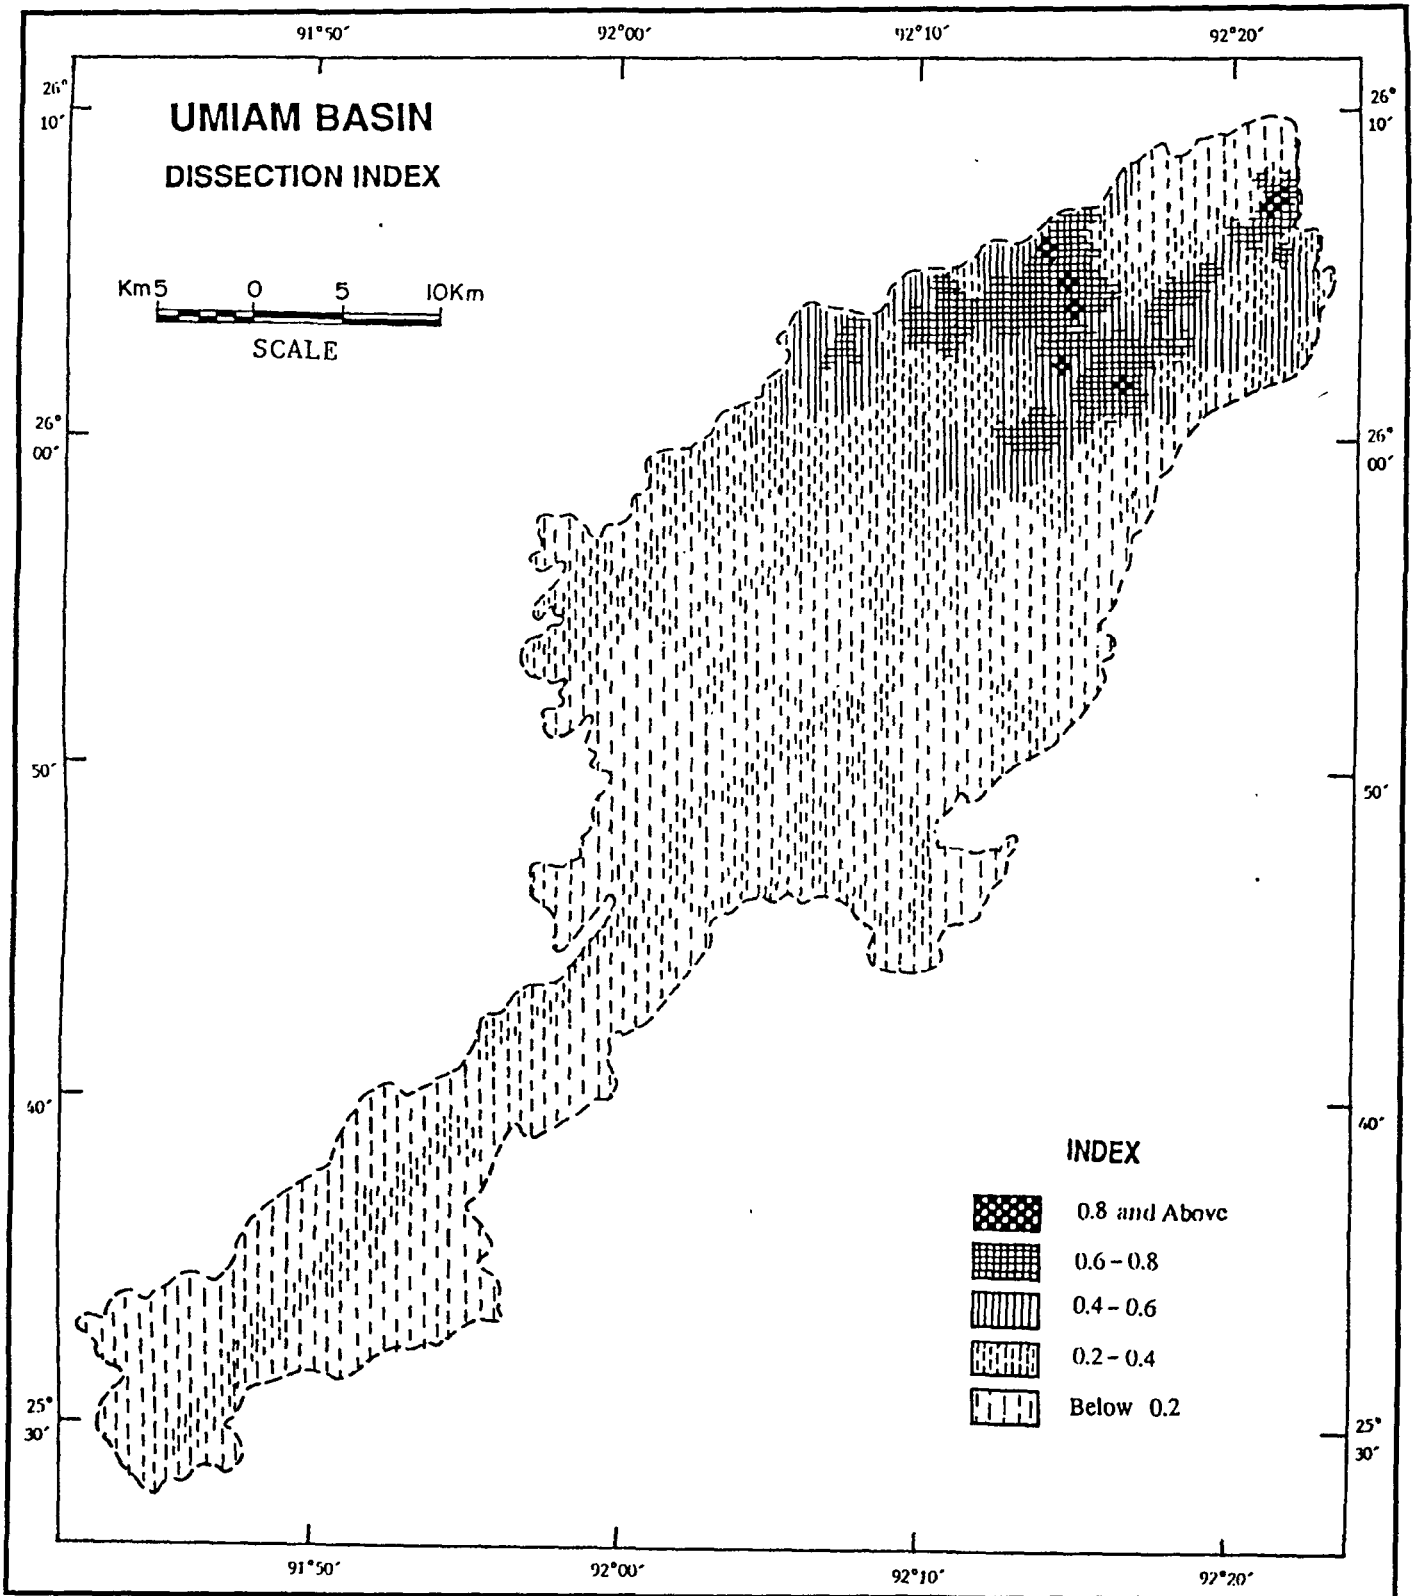 91°50′ 92°00′ 92°10′ 92°20′
26° 26°
10′ 10′
UMIAM BASIN
DISSECTION INDEX
Km5 0 5 10Km
SCALE
26° 26°
00′ 00′
50′ 50′
40′ 40′
INDEX
0.8 and Above
0.6 – 0.8
0.4 – 0.6
0.2 – 0.4
Below 0.2
25° 25°
30′ 30′
91°50′ 92°00′ 92°10′ 92°20′